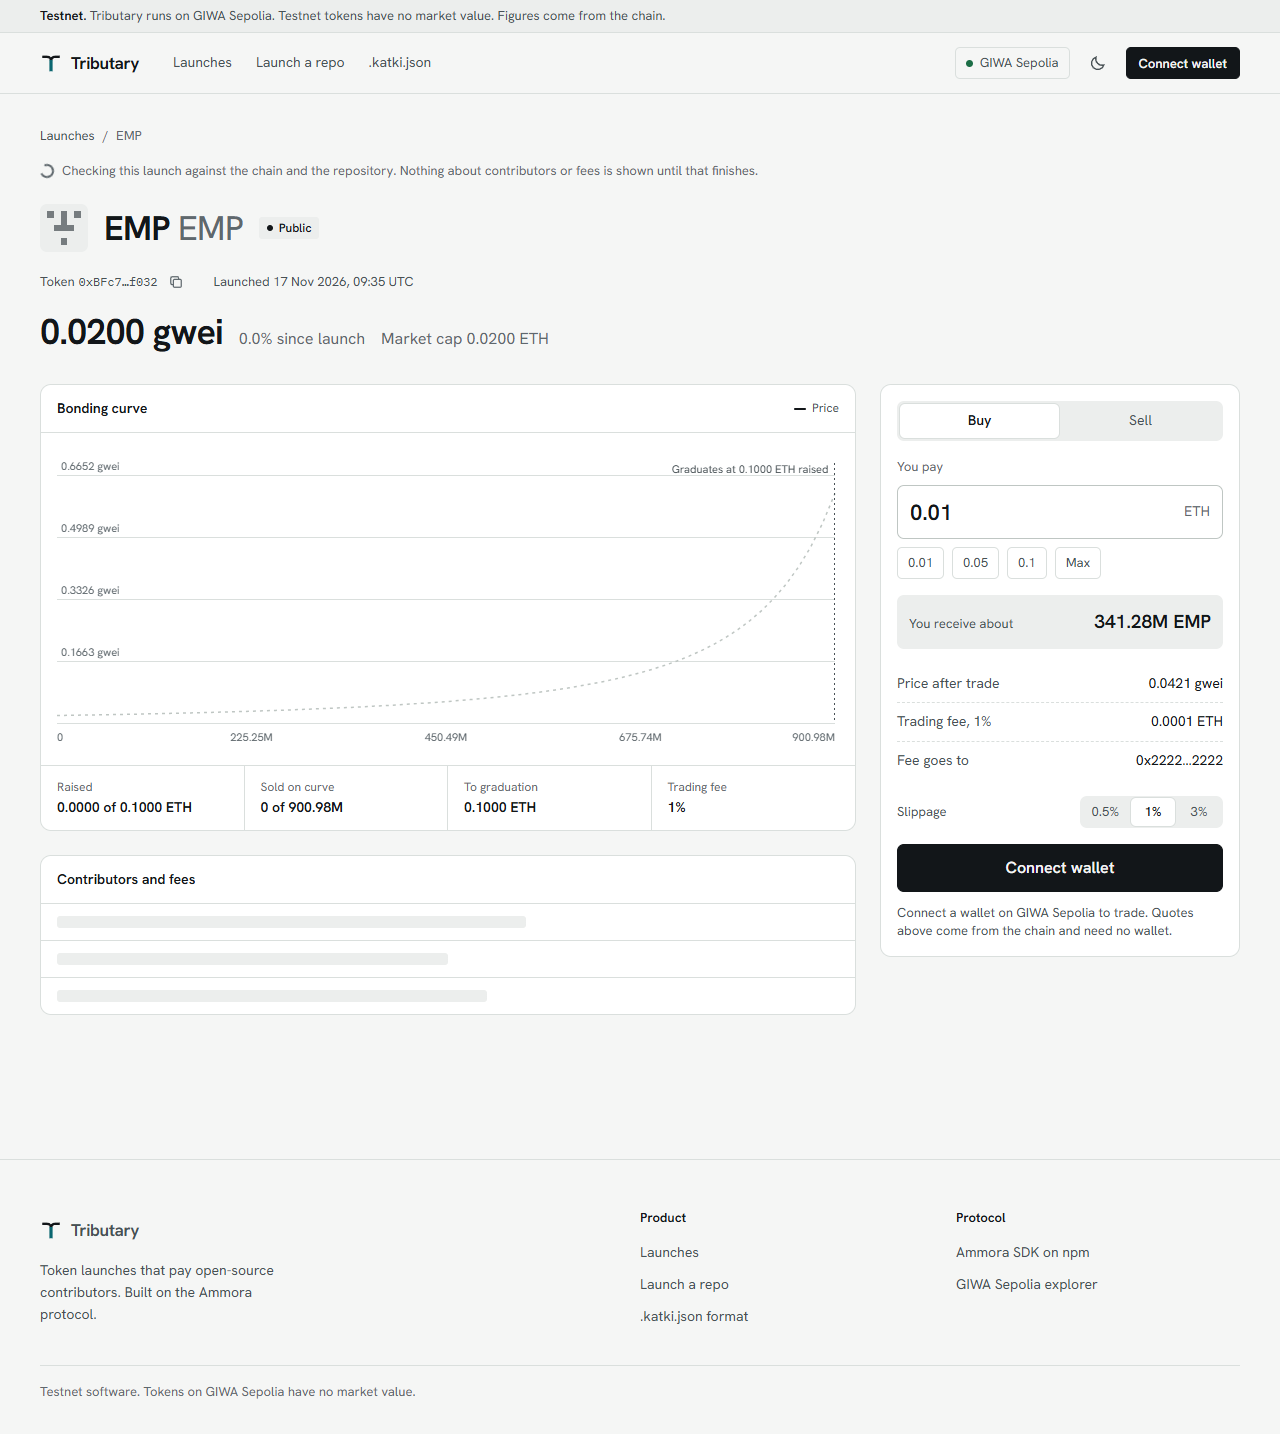 Testnet. Tributary runs on GIWA Sepolia. Testnet tokens have no market value. Figures come from the chain.
Tributary
Launches
Launch a repo
.katki.json
GIWA Sepolia
Connect wallet
Launches / EMP
Checking this launch against the chain and the repository. Nothing about contributors or fees is shown until that finishes.
EMP EMP
Public
Token 0xBFc7…f032
Launched 17 Nov 2026, 09:35 UTC
0.0200 gwei
0.0% since launch
Market cap 0.0200 ETH
Bonding curve
Price
0.6652 gwei
Graduates at 0.1000 ETH raised
0.4989 gwei
0.3326 gwei
0.1663 gwei
0
225.25M
450.49M
675.74M
900.98M
Raised
0.0000 of 0.1000 ETH
Sold on curve
0 of 900.98M
To graduation
0.1000 ETH
Trading fee
1%
Contributors and fees
Buy
Sell
You pay
0.01
ETH
0.01
0.05
0.1
Max
You receive about
341.28M EMP
Price after trade
0.0421 gwei
Trading fee, 1%
0.0001 ETH
Fee goes to
0x2222…2222
Slippage
0.5%
1%
3%
Connect wallet
Connect a wallet on GIWA Sepolia to trade. Quotes
above come from the chain and need no wallet.
Tributary
Token launches that pay open-source
contributors. Built on the Ammora
protocol.
Product
Launches
Launch a repo
.katki.json format
Protocol
Ammora SDK on npm
GIWA Sepolia explorer
Testnet software. Tokens on GIWA Sepolia have no market value.